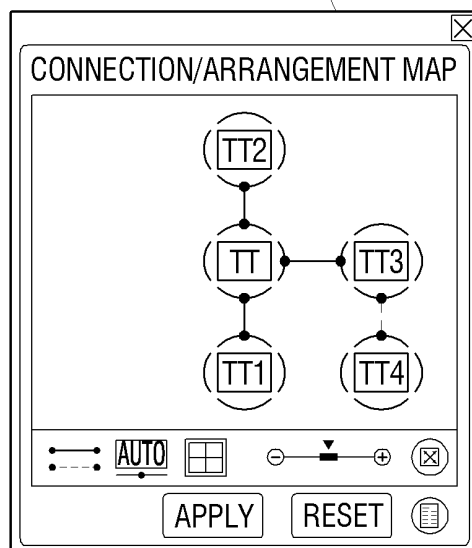 CONNECTION/ARRANGEMENT MAP
TT2
TT TT3
TT1 TT4
AUTO
APPLY RESET